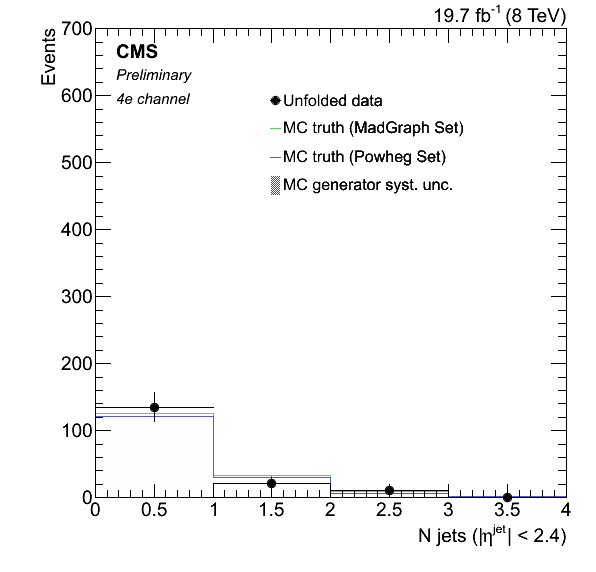 19.7 fb⁻¹ (8 TeV)
Events
CMS
Preliminary
4e channel
Unfolded data
MC truth (MadGraph Set)
MC truth (Powheg Set)
MC generator syst. unc.
700
600
500
400
300
200
100
0
0 0.5 1 1.5 2 2.5 3 3.5 4
N jets (|η^jet| < 2.4)